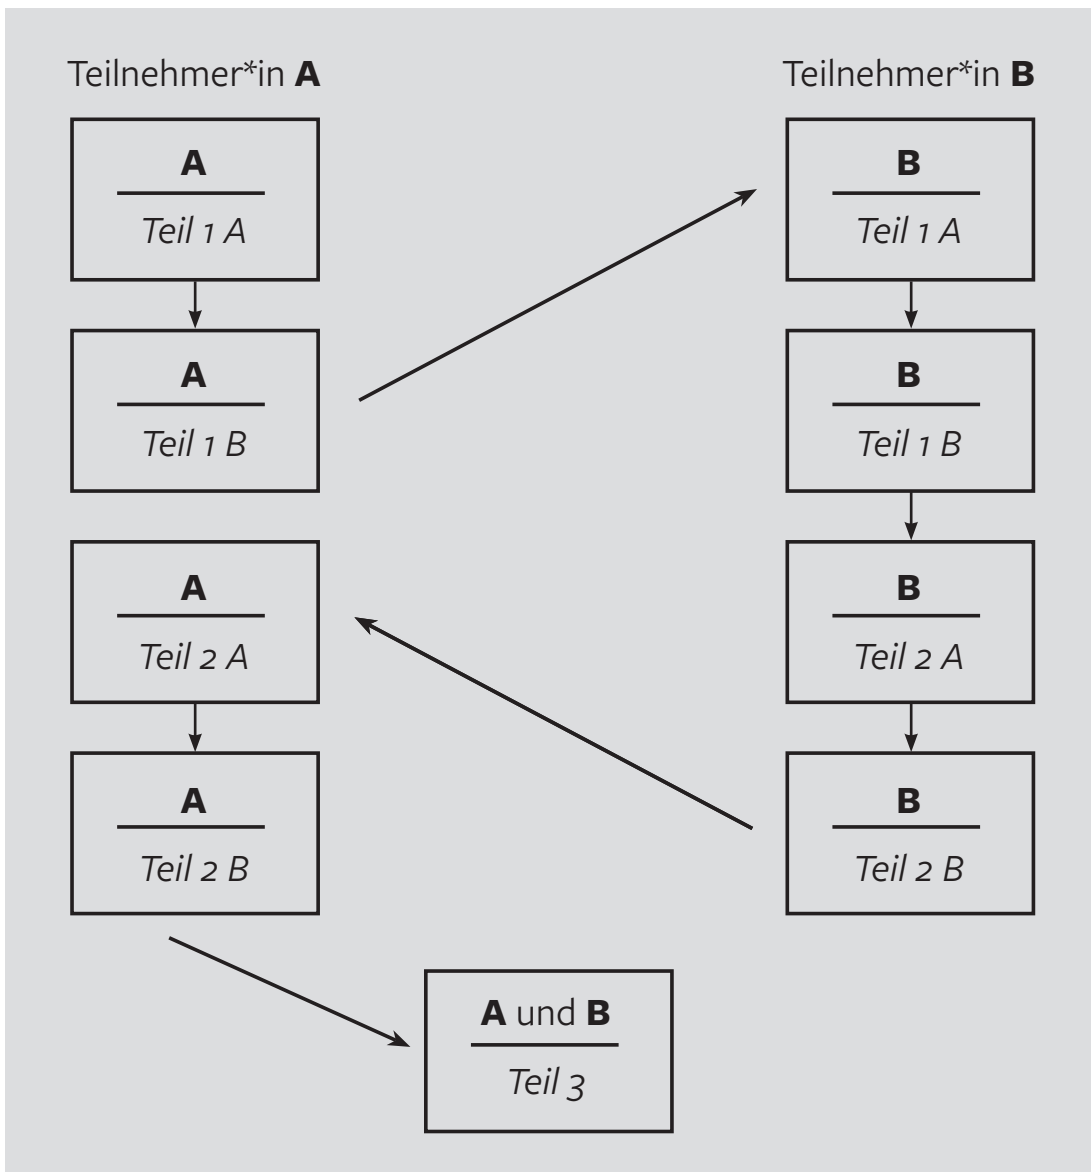 Teilnehmer*in A
A
Teil 1 A
A
Teil 1 B
A
Teil 2 A
A
Teil 2 B
Teilnehmer*in B
B
Teil 1 A
B
Teil 1 B
B
Teil 2 A
B
Teil 2 B
A und B
Teil 3